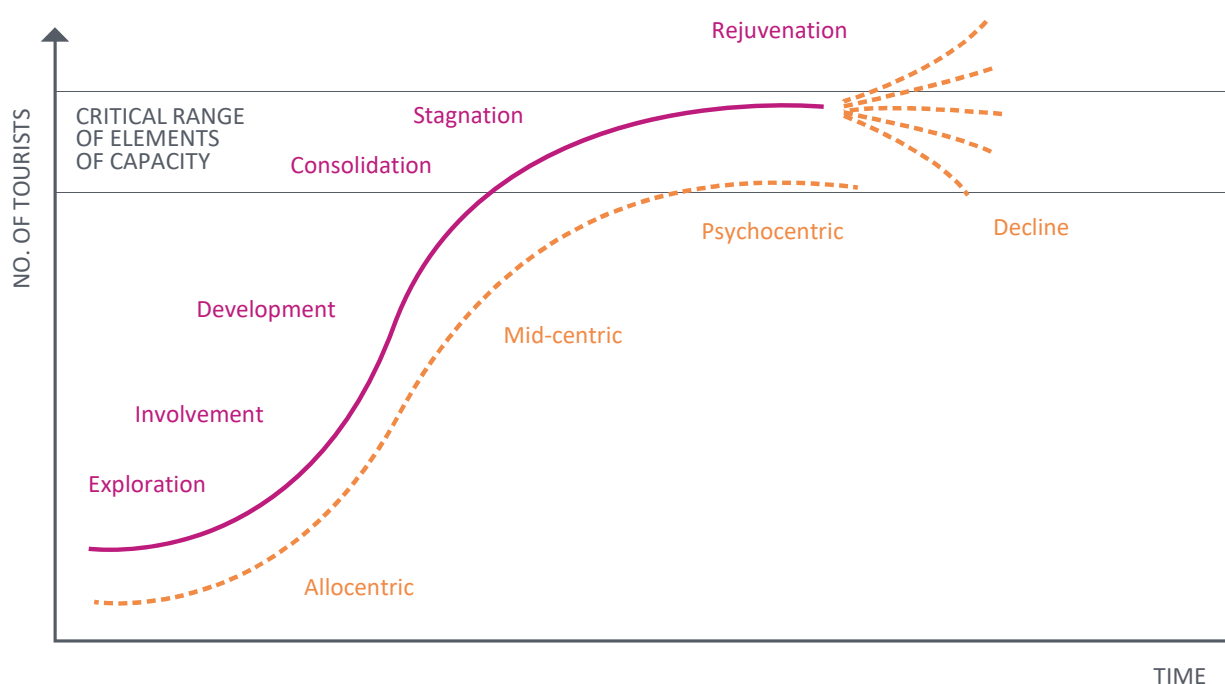 Rejuvenation
CRITICAL RANGE
OF ELEMENTS
OF CAPACITY
Stagnation
Consolidation
NO. OF TOURISTS
Psychocentric
Decline
Development
Mid-centric
Involvement
Exploration
Allocentric
TIME